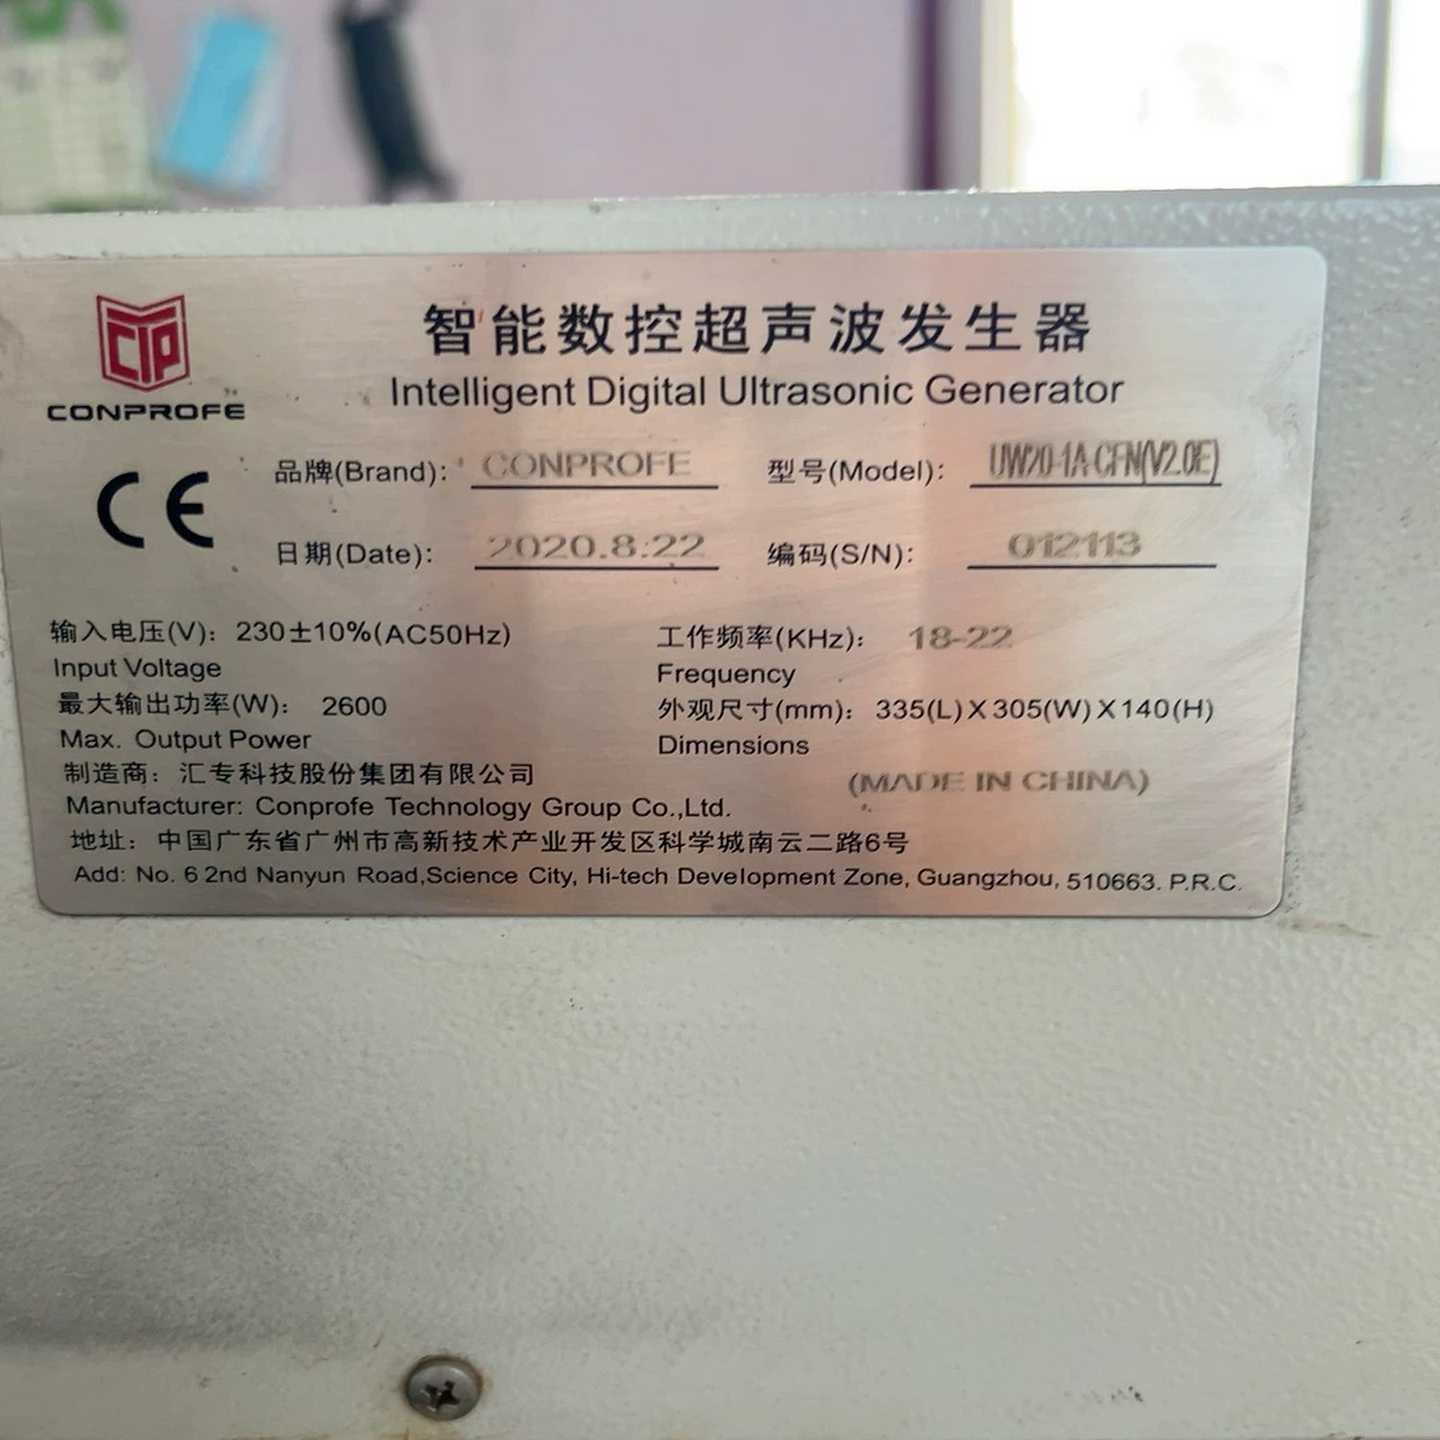 CTP
CONPROFE
智能数控超声波发生器
Intelligent Digital Ultrasonic Generator
CE
品牌(Brand): CONPROFE 型号(Model): UW20-1A-CFN(V2.0E)
日期(Date): 2020.8.22 编码(S/N): 012113
输入电压(V): 230±10%(AC50Hz) 工作频率(KHz): 18-22
Input Voltage Frequency
最大输出功率(W): 2600 外观尺寸(mm): 335(L)X305(W)X140(H)
Max. Output Power Dimensions
制造商: 汇专科技股份集团有限公司 (MADE IN CHINA)
Manufacturer: Conprofe Technology Group Co.,Ltd.
地址: 中国广东省广州市高新技术产业开发区科学城南云二路6号
Add: No. 6 2nd Nanyun Road,Science City, Hi-tech Development Zone, Guangzhou, 510663. P.R.C.